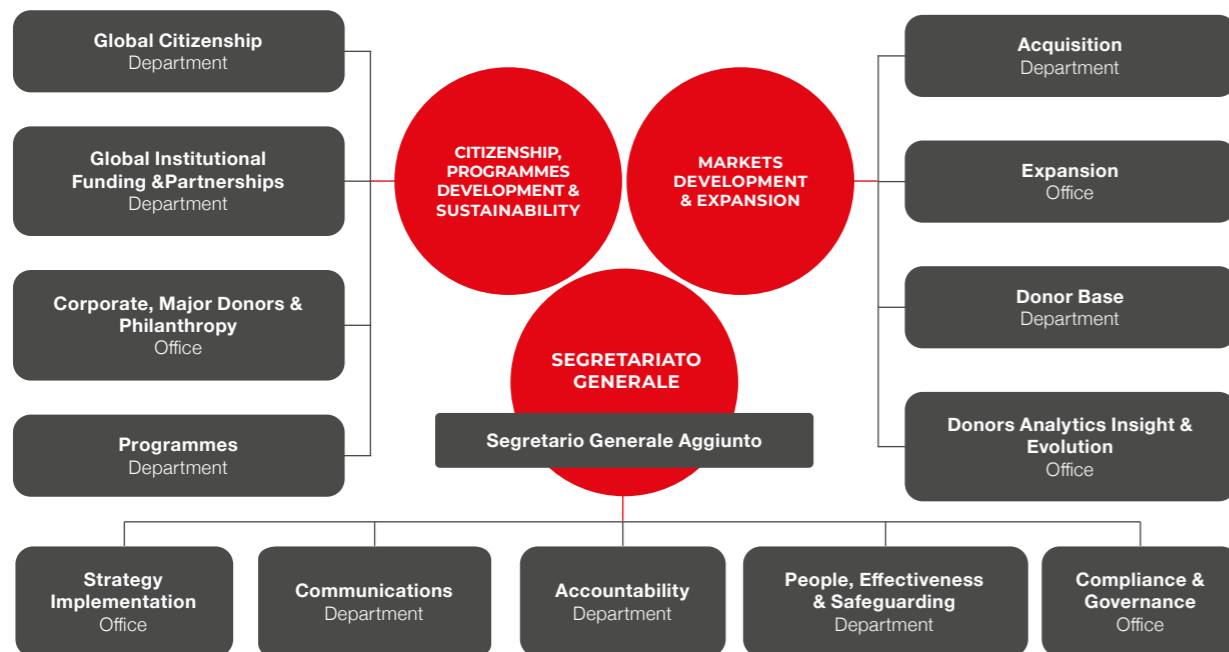 Global Citizenship
Department
Global Institutional
Funding &Partnerships
Department
Corporate, Major Donors &
Philanthropy
Office
Programmes
Department
CITIZENSHIP,
PROGRAMMES
DEVELOPMENT &
SUSTAINABILITY
MARKETS
DEVELOPMENT
& EXPANSION
SEGRETARIATO
GENERALE
Segretario Generale Aggiunto
Acquisition
Department
Expansion
Office
Donor Base
Department
Donors Analytics Insight &
Evolution
Office
Strategy
Implementation
Office
Communications
Department
Accountability
Department
People, Effectiveness
& Safeguarding
Department
Compliance &
Governance
Office